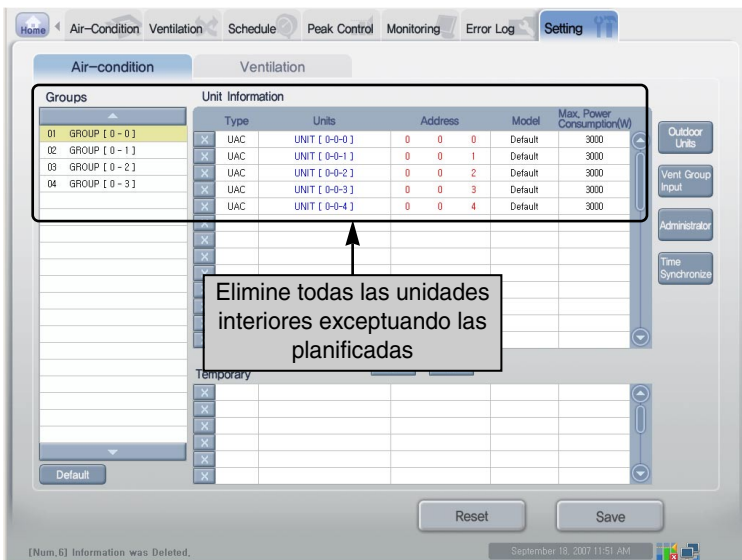 Home Air-Condition Ventilation Schedule Peak Control Monitoring Error Log Setting
Air-condition Ventilation
Groups
01 GROUP [ 0 - 0 ]
02 GROUP [ 0 - 1 ]
03 GROUP [ 0 - 2 ]
04 GROUP [ 0 - 3 ]
Default
Unit Information
Type Units Address Model Max, Power Consumption(W)
X UAC UNIT [ 0-0-0 ] 0 0 0 Default 3000
X UAC UNIT [ 0-0-1 ] 0 0 1 Default 3000
X UAC UNIT [ 0-0-2 ] 0 0 2 Default 3000
X UAC UNIT [ 0-0-3 ] 0 0 3 Default 3000
X UAC UNIT [ 0-0-4 ] 0 0 4 Default 3000
X
X
X
Elimine todas las unidades
interiores exceptuando las
planificadas
Temporary
X
X
X
X
X
X
Outdoor
Units
Vent Group
Input
Administrator
Time
Synchronize
Reset Save
[Num,6] Information was Deleted,
September 18, 2007 11:51 AM